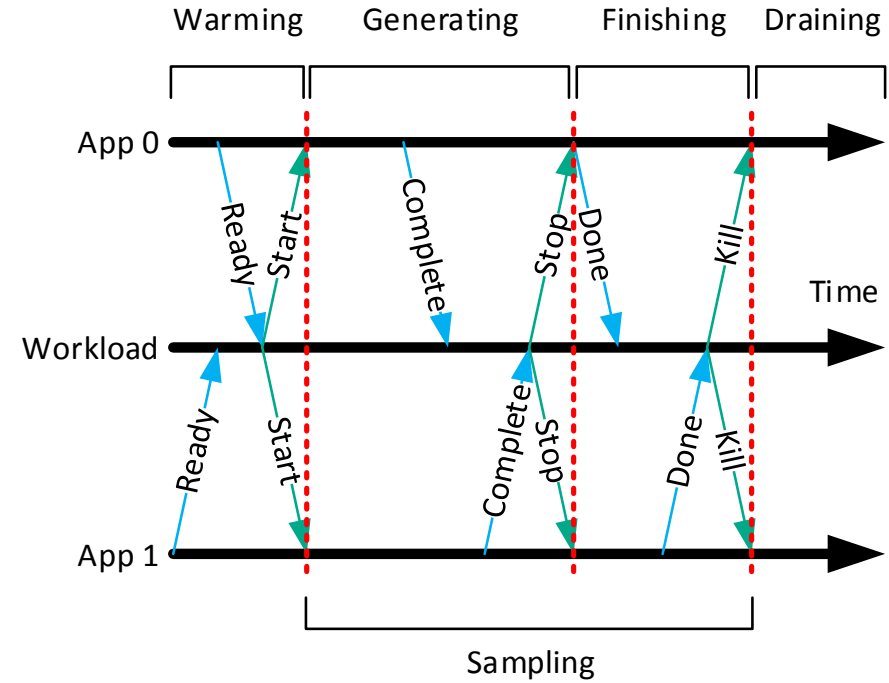 Warming Generating Finishing Draining
App 0
Ready
Start
Complete
Stop
Done
Kill
Time
Workload
Ready
Start
Complete
Stop
Done
Kill
App 1
Sampling